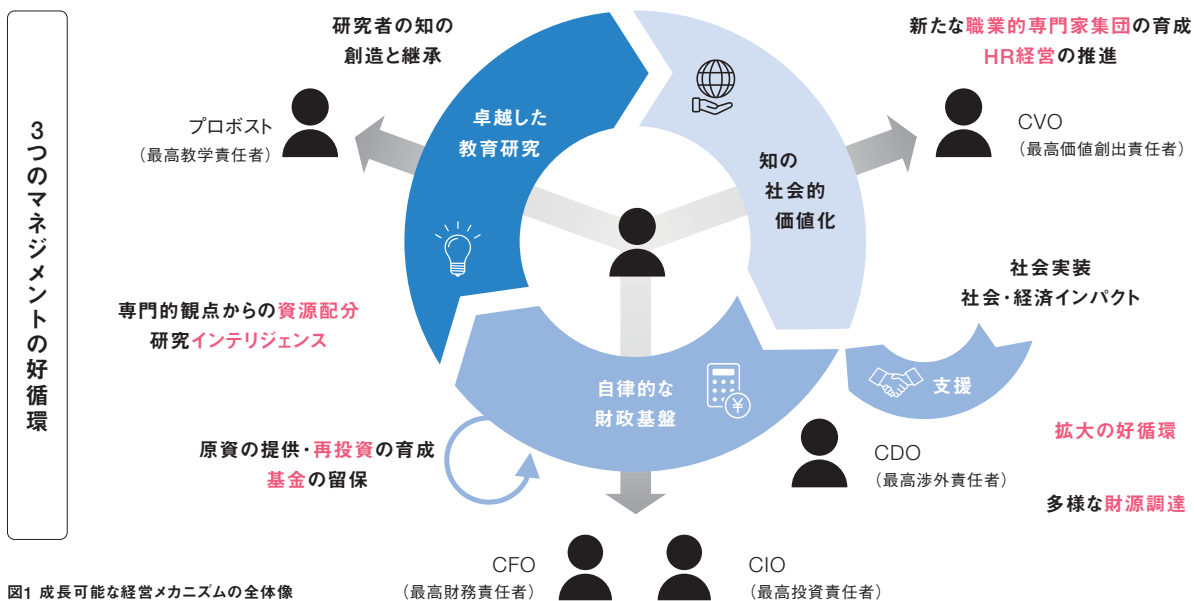 3つのマネジメントの好循環
研究者の知の
創造と継承
新たな職業的専門家集団の育成
HR経営の推進
プロボスト
（最高教学責任者）
卓越した
教育研究
CVO
（最高価値創出責任者）
知の
社会的
価値化
社会実装
社会・経済インパクト
専門的観点からの資源配分
研究インテリジェンス
自律的な
財政基盤
¥
支援
原資の提供・再投資の育成
基金の留保
CDO
（最高渉外責任者）
拡大の好循環
多様な財源調達
CFO
（最高財務責任者）
CIO
（最高投資責任者）
図1 成長可能な経営メカニズムの全体像